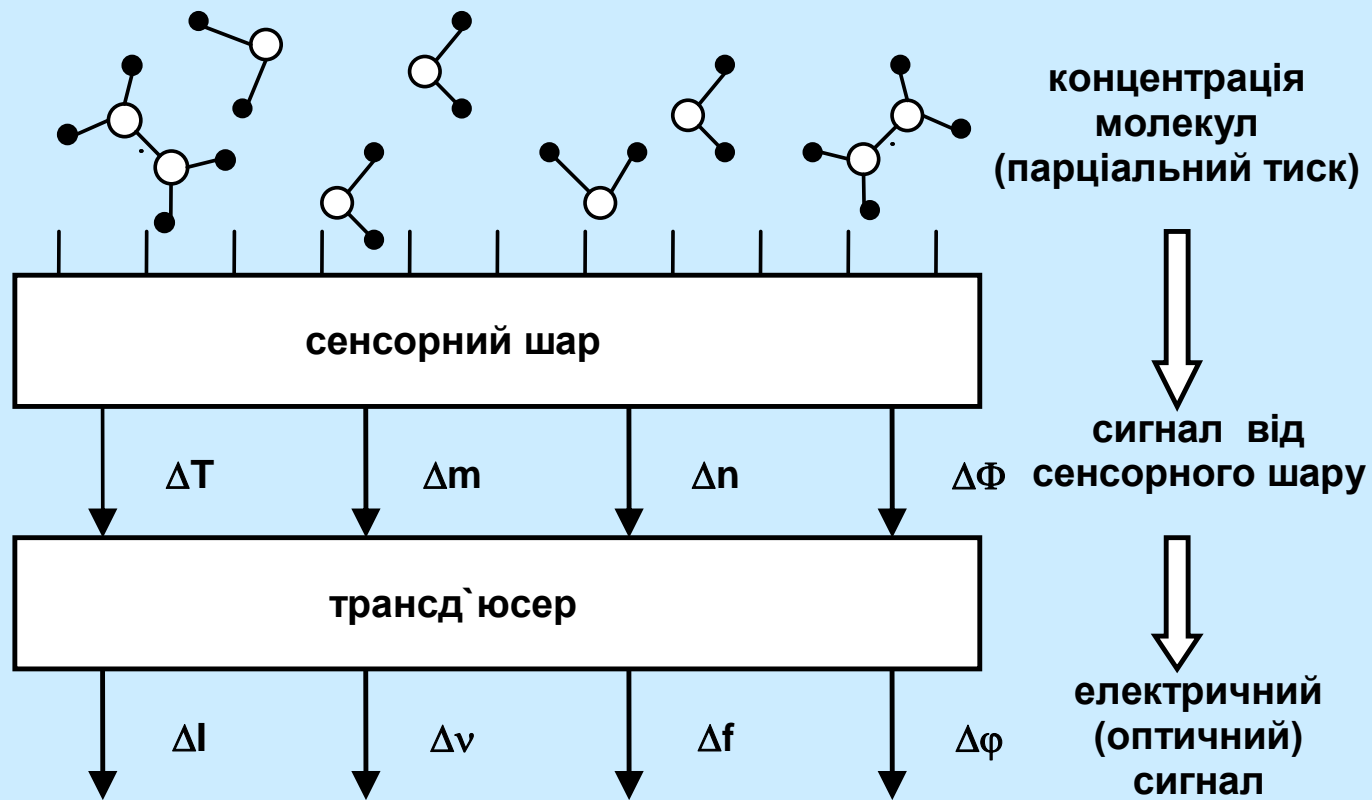 концентрація
молекул
(парціальний тиск)
сенсорний шар
ΔT
Δm
Δn
ΔΦ
сигнал від
сенсорного шару
трансд`юсер
ΔI
Δν
Δf
Δφ
електричний
(оптичний)
сигнал